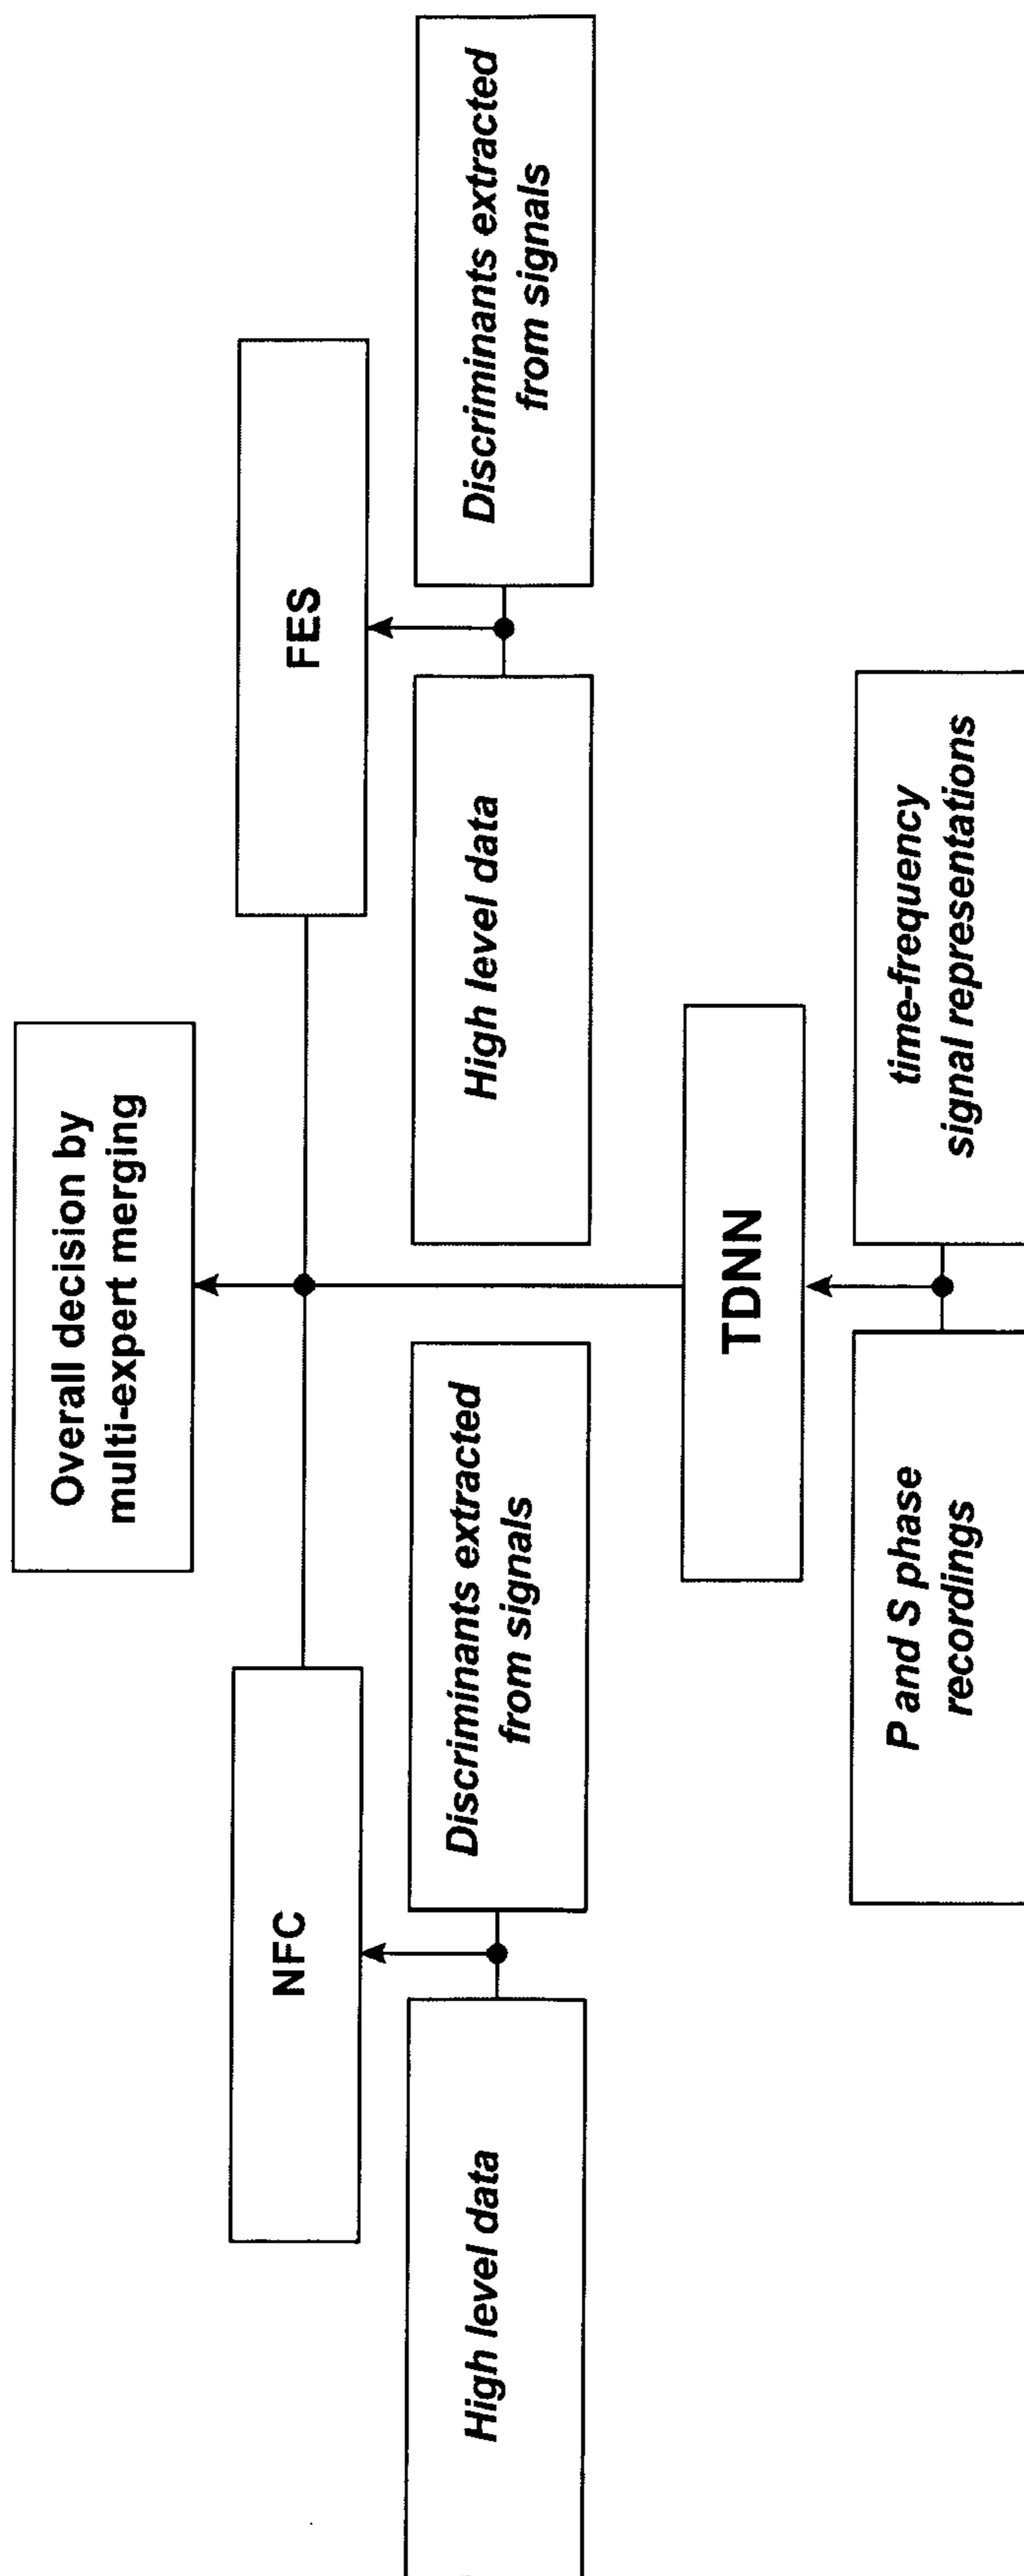 Overall decision by
multi-expert merging
NFC
FES
High level data
Discriminants extracted
from signals
High level data
Discriminants extracted
from signals
TDNN
P and S phase
recordings
time-frequency
signal representations